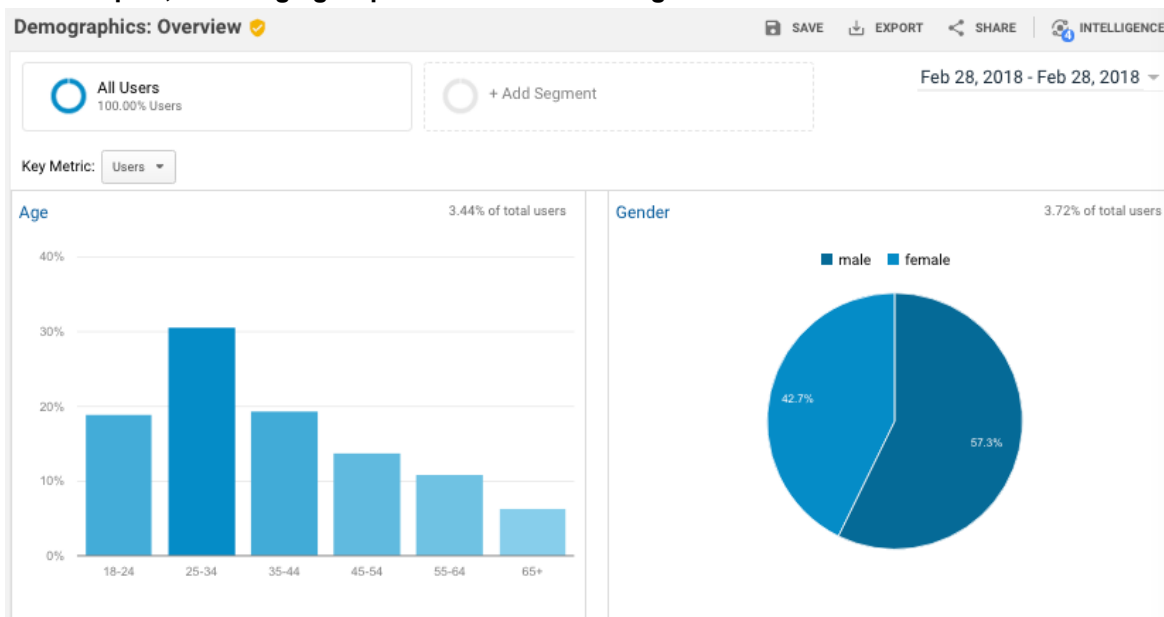 Demographics: Overview
SAVE
EXPORT
SHARE
4
INTELLIGENCE
All Users
100.00% Users
+ Add Segment
Feb 28, 2018 - Feb 28, 2018
Key Metric:
Users
Age
3.44% of total users
40%
30%
20%
10%
0%
18-24
25-34
35-44
45-54
55-64
65+
Gender
3.72% of total users
male
female
42.7%
57.3%